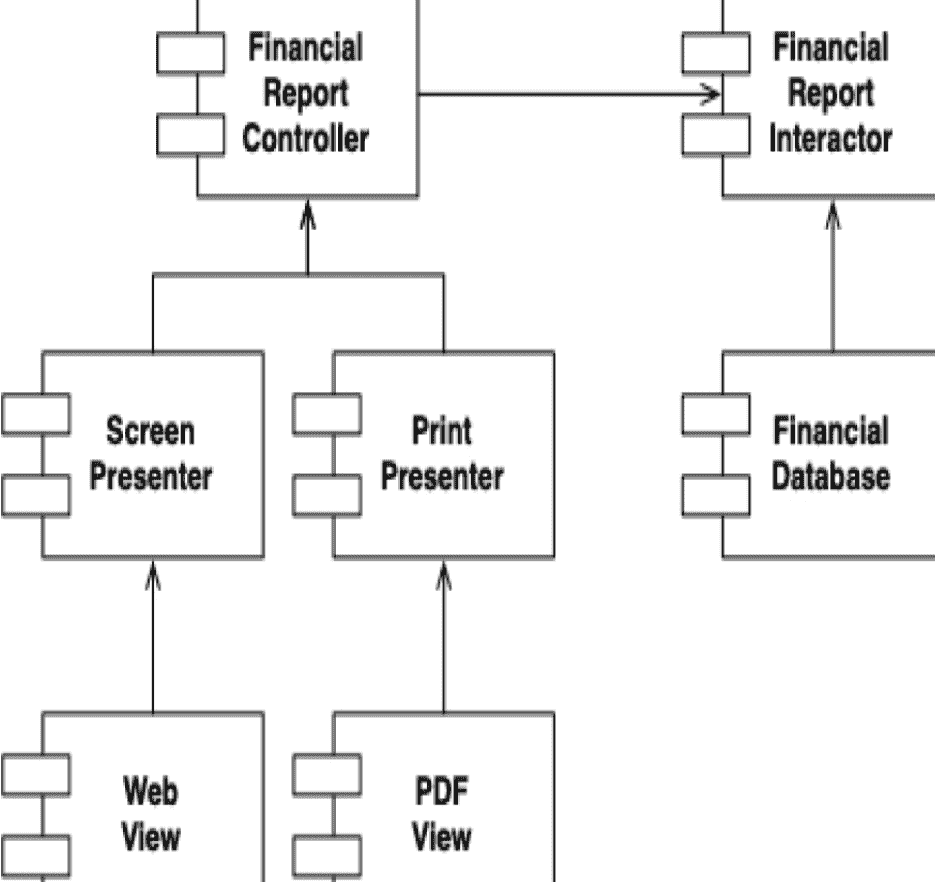 Financial
Report
Controller
Financial
Report
Interactor
Screen
Presenter
Print
Presenter
Financial
Database
Web
View
PDF
View